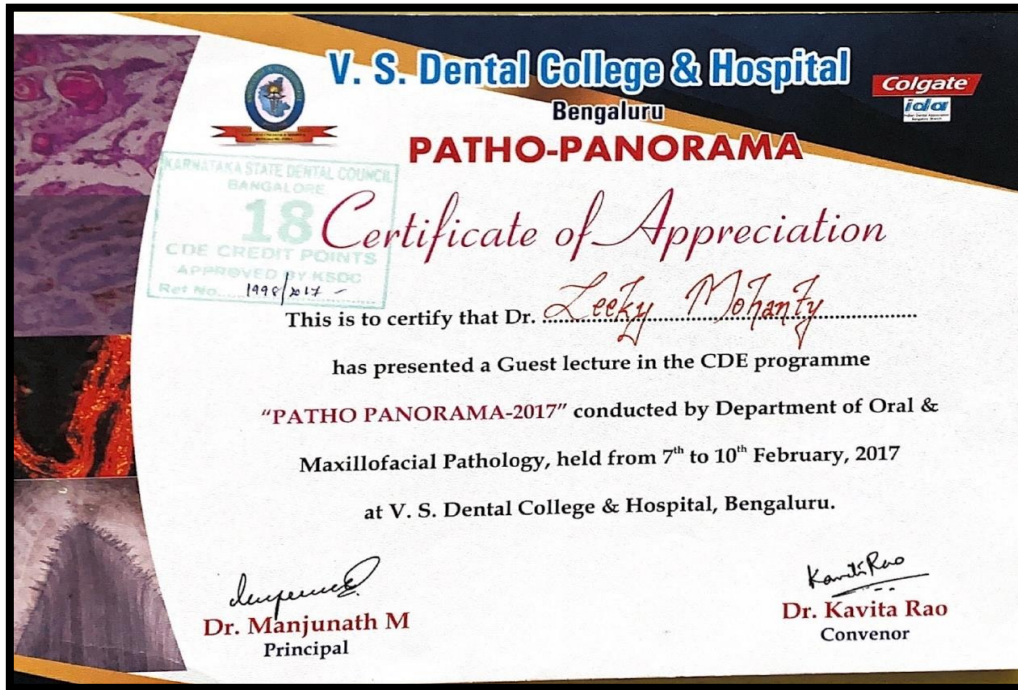 V. S. Dental College & Hospital
Bengaluru
PATHO-PANORAMA
Colgate
ida
KARNATAKA STATE DENTAL COUNCIL
BANGALORE
18
CDE CREDIT POINTS
APPROVED BY KSDC
Ref No. 1998/2017 -
Certificate of Appreciation
This is to certify that Dr. Leeky Mohanty
has presented a Guest lecture in the CDE programme
"PATHO PANORAMA-2017" conducted by Department of Oral &
Maxillofacial Pathology, held from 7th to 10th February, 2017
at V. S. Dental College & Hospital, Bengaluru.
Kavita Rao
Dr. Manjunath M
Principal
Dr. Kavita Rao
Convenor